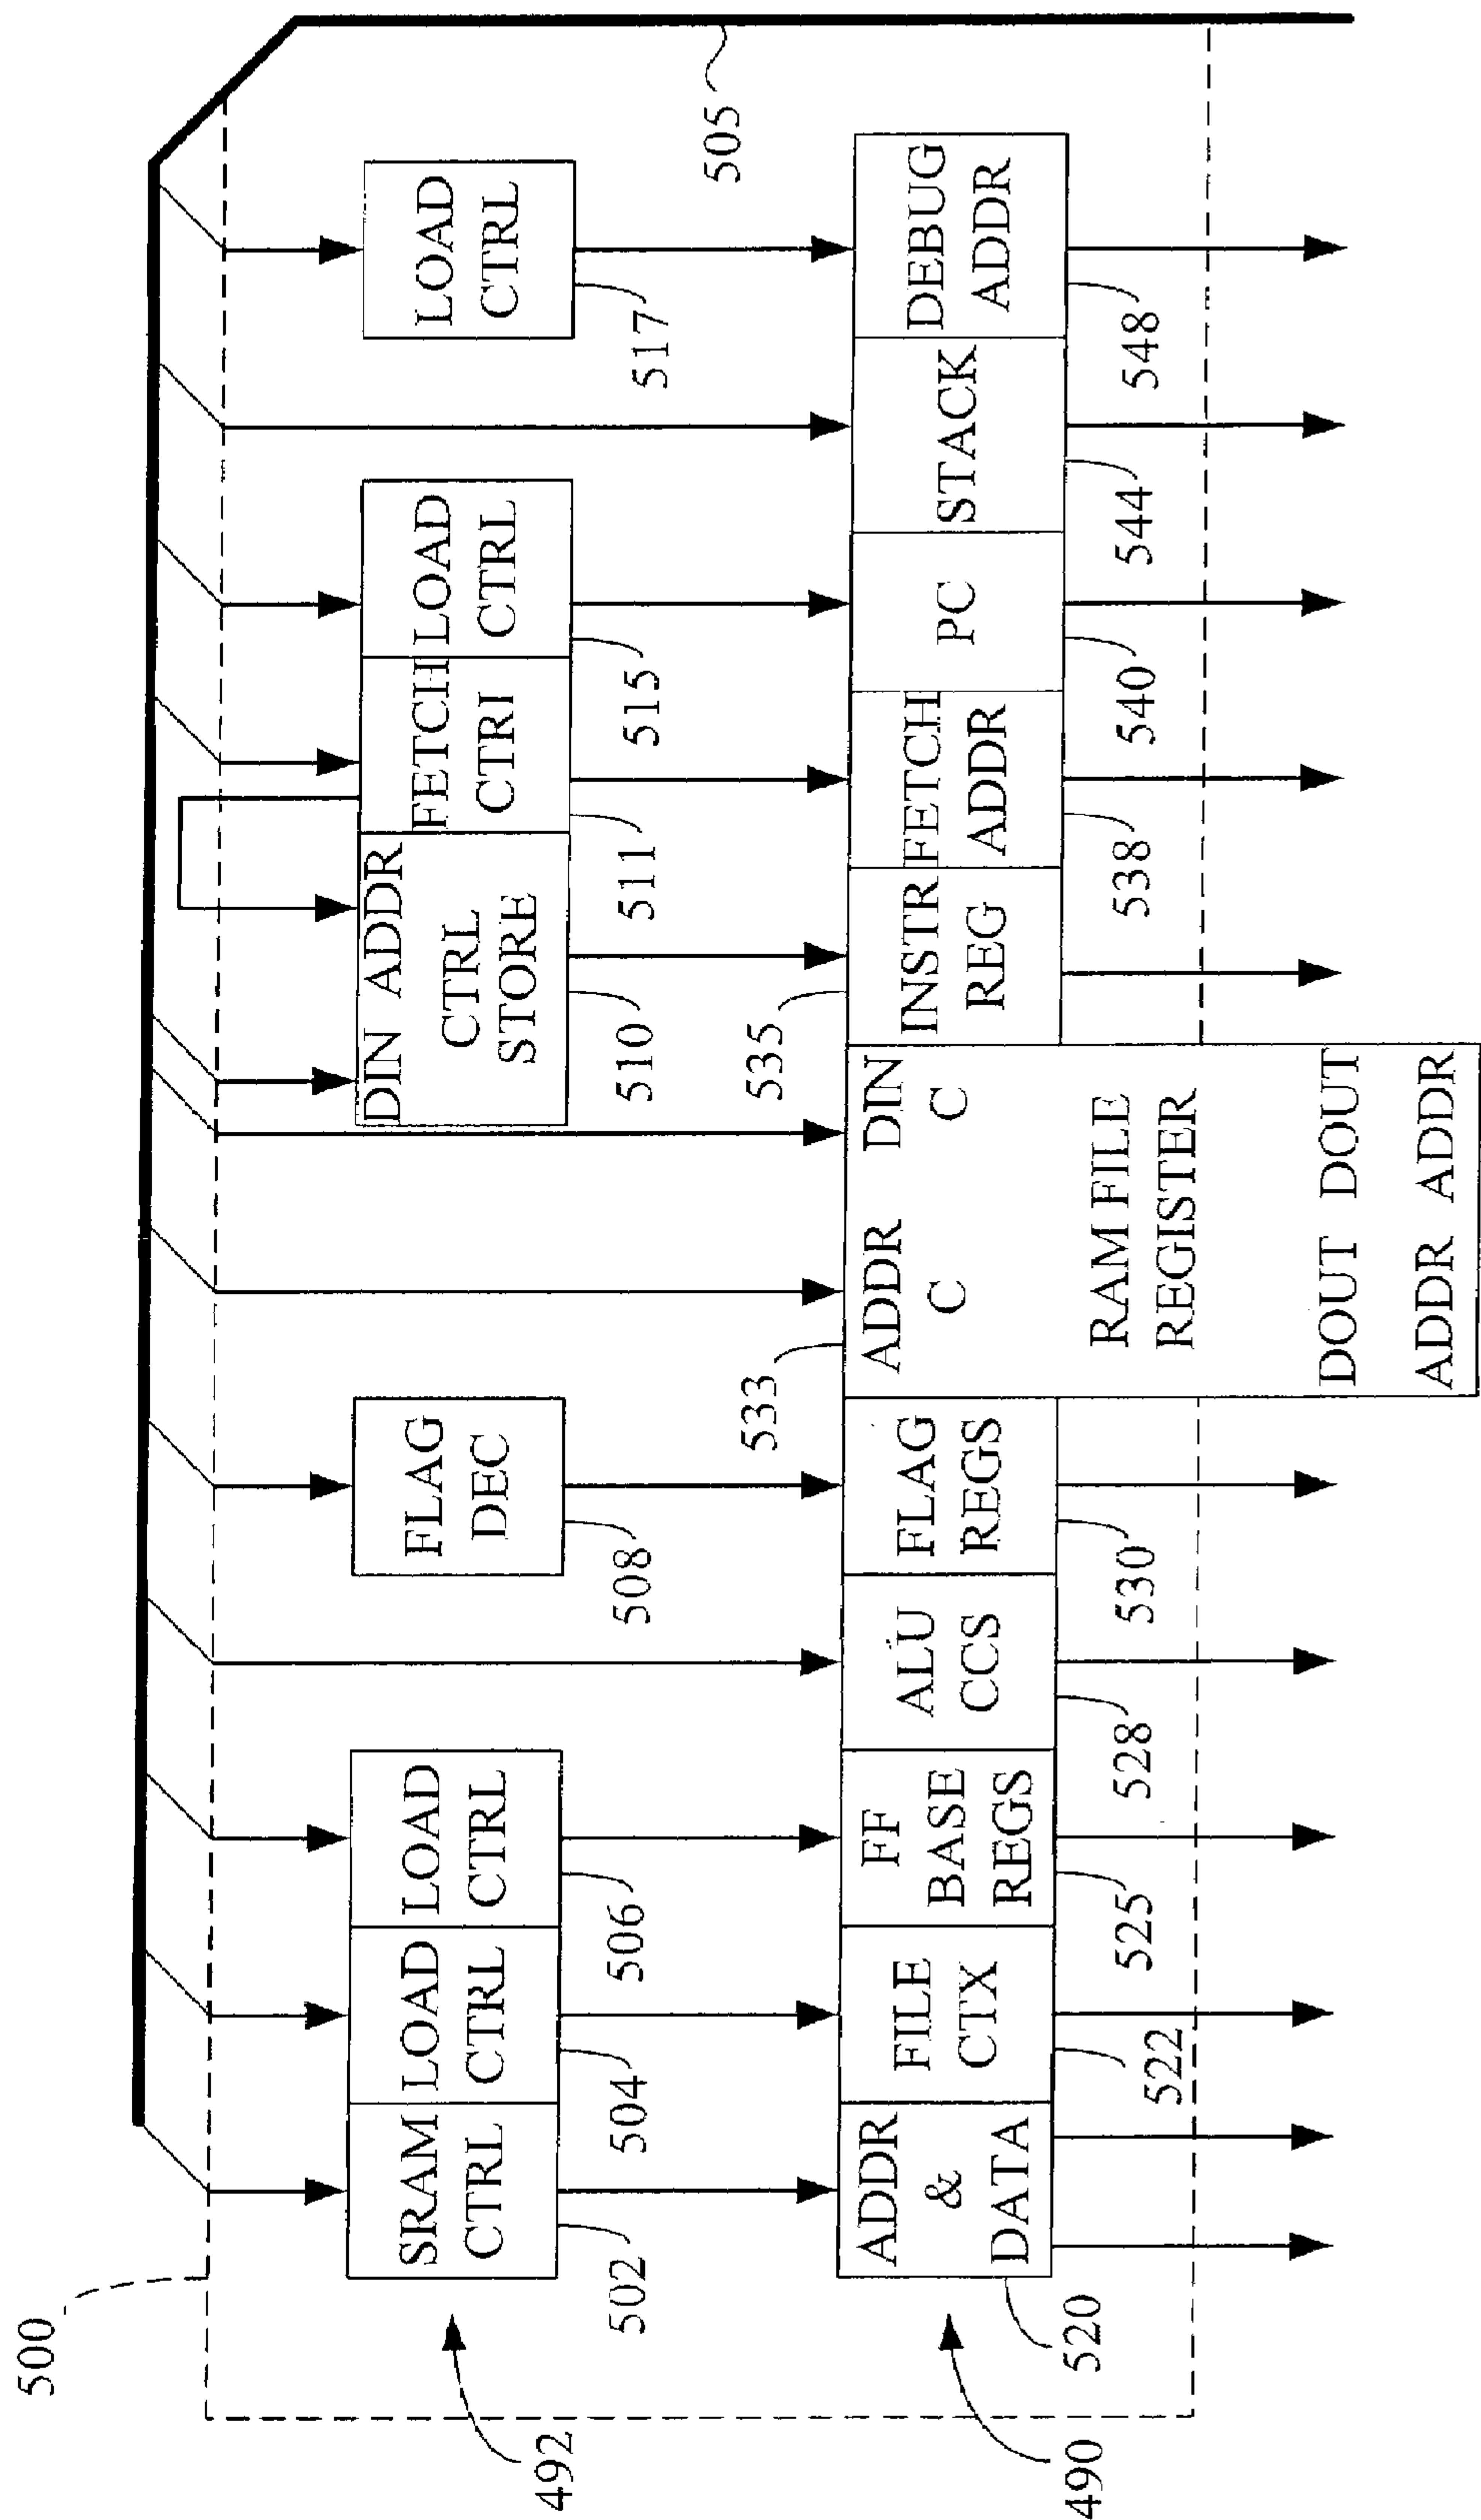 500
505
SRAM
CTRL
LOAD
CTRL
LOAD
CTRL
FLAG
DEC
DIN ADDR
CTRL
STORE
FETCH
CTRI
LOAD
CTRL
LOAD
CTRL
492
502
504
506
508
510
511
515
517
533
535
ADDR
&
DATA
FILE
CTX
FF
BASE
REGS
ALU
CCS
FLAG
REGS
ADDR DIN
C C
RAM FILE
REGISTER
DOUT DOUT
ADDR ADDR
INSTR
REG
FETCH
ADDR
PC
STACK
DEBUG
ADDR
490
520
522
525
528
530
538
540
544
548